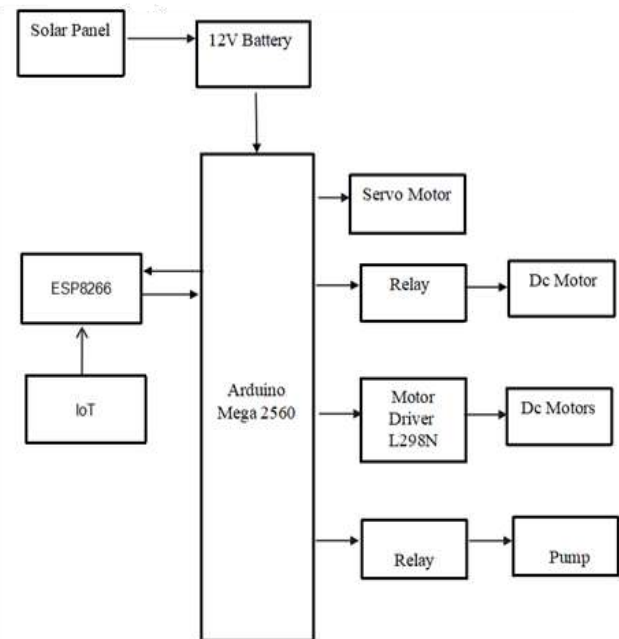 Solar Panel
12V Battery
Servo Motor
ESP8266
Relay
Dc Motor
IoT
Arduino
Mega 2560
Motor
Driver
L298N
Dc Motors
Relay
Pump